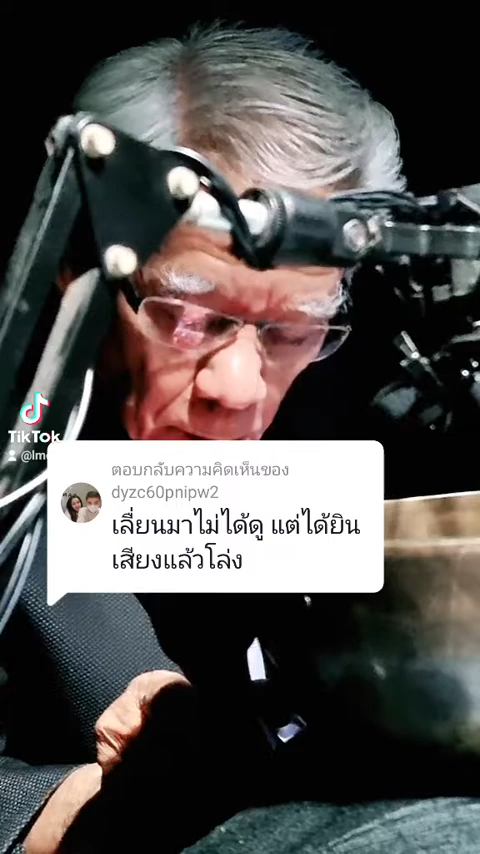 TikTok
ตอบกลับความคิดเห็นของ
dyzc60pnipw2
เลื่ยนมาไม่ได้ดู แต่ได้ยิน
เสียงแล้วโล่ง